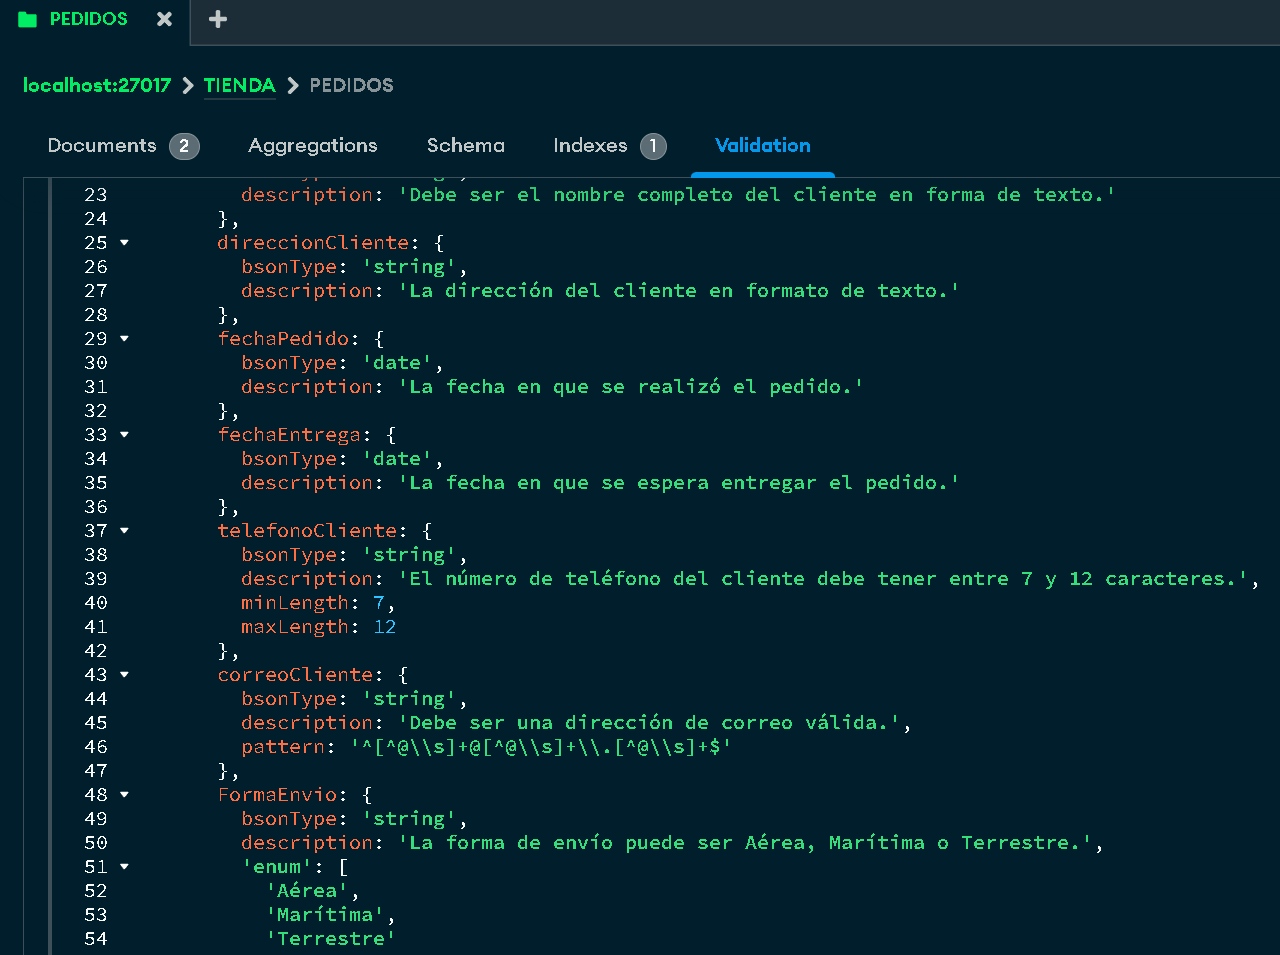 PEDIDOS
localhost:27017 > TIENDA > PEDIDOS
Documents 2 Aggregations Schema Indexes 1 Validation
23 description: 'Debe ser el nombre completo del cliente en forma de texto.'
24 },
25 direccionCliente: {
26 bsonType: 'string',
27 description: 'La dirección del cliente en formato de texto.'
28 },
29 fechaPedido: {
30 bsonType: 'date',
31 description: 'La fecha en que se realizó el pedido.'
32 },
33 fechaEntrega: {
34 bsonType: 'date',
35 description: 'La fecha en que se espera entregar el pedido.'
36 },
37 telefonoCliente: {
38 bsonType: 'string',
39 description: 'El número de teléfono del cliente debe tener entre 7 y 12 caracteres.',
40 minLength: 7,
41 maxLength: 12
42 },
43 correoCliente: {
44 bsonType: 'string',
45 description: 'Debe ser una dirección de correo válida.',
46 pattern: '^[^@\\s]+@[^@\\s]+\\.[^@\\s]+$'
47 },
48 FormaEnvio: {
49 bsonType: 'string',
50 description: 'La forma de envío puede ser Aérea, Marítima o Terrestre.',
51 'enum': [
52 'Aérea',
53 'Marítima',
54 'Terrestre'